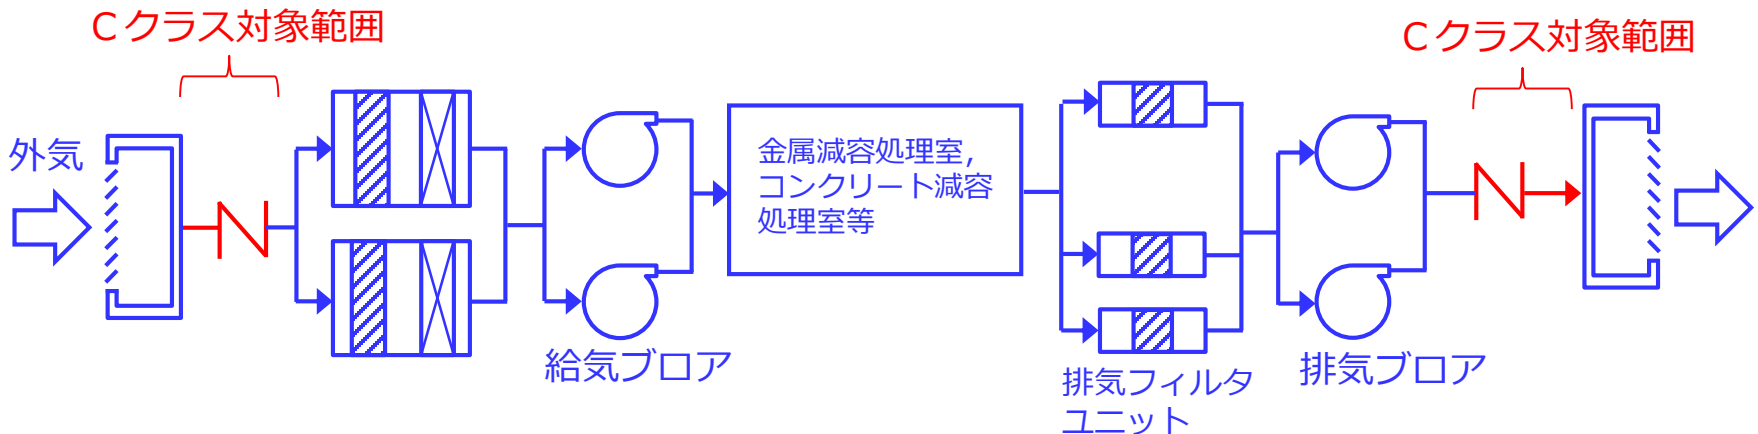 Cクラス対象範囲
Cクラス対象範囲
外気
金属減容処理室,
コンクリート減容
処理室等
給気ブロア
排気フィルタ
ユニット
排気ブロア